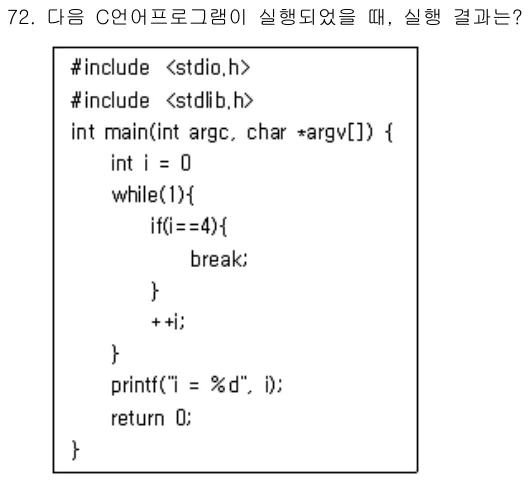 72. 다음 C언어프로그램이 실행되었을 때, 실행 결과는?
#include <stdio.h>
#include <stdlib.h>
int main(int argc, char *argv[]) {
int i = 0
while(1){
if(i==4){
break;
}
++i;
}
printf("i = %d", i);
return 0;
}